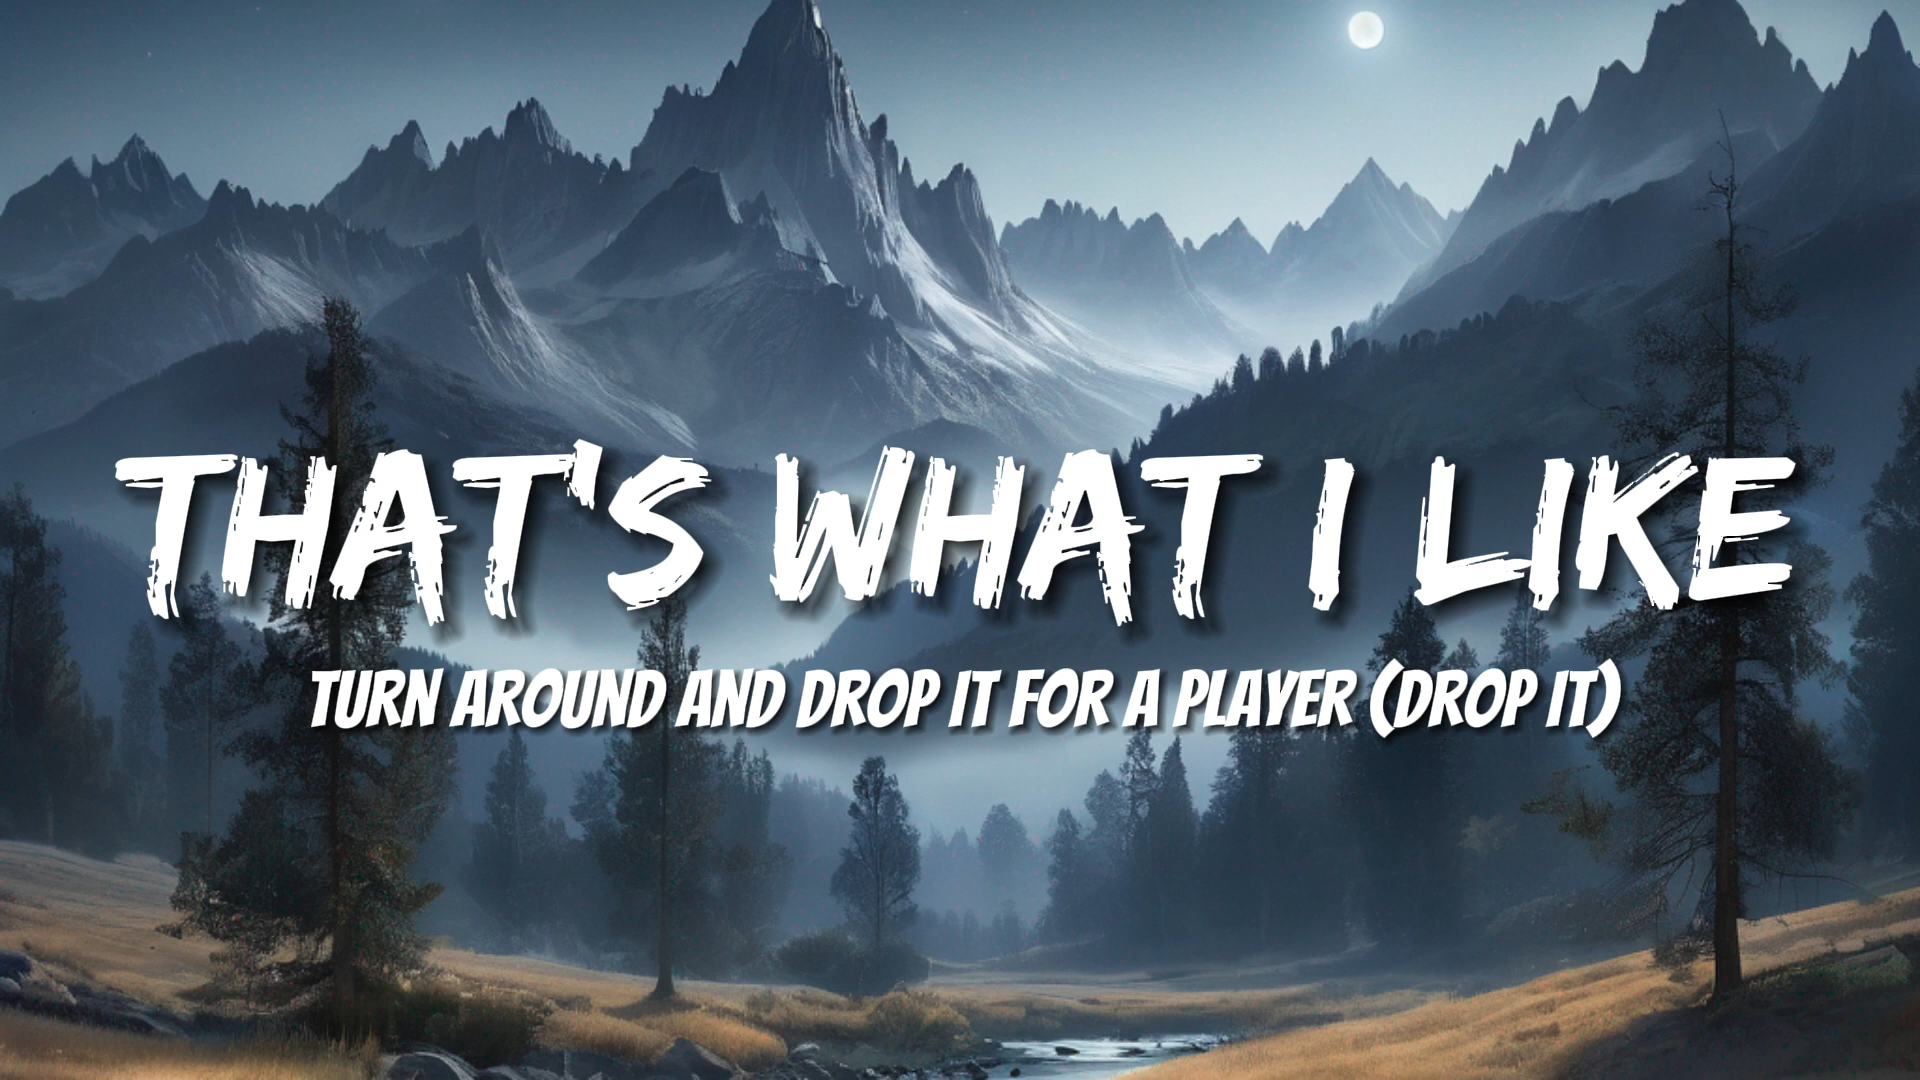 THAT'S WHAT I LIKE
TURN AROUND AND DROP IT FOR A PLAYER (DROP IT)